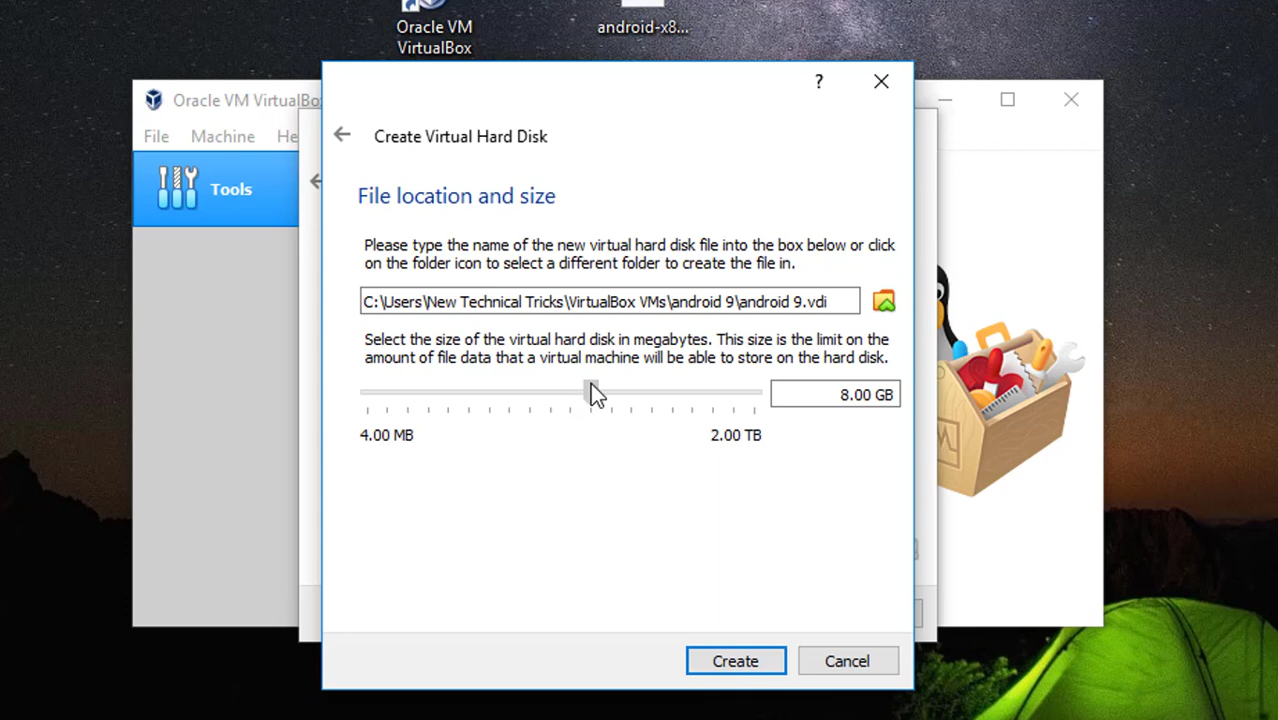 Oracle VM
VirtualBox
android-x8...
?
Oracle VM VirtualBo
File
Machine
He
Tools
Create Virtual Hard Disk
File location and size
Please type the name of the new virtual hard disk file into the box below or click
on the folder icon to select a different folder to create the file in.
C:\Users\New Technical Tricks\VirtualBox VMs\android 9\android 9.vdi
Select the size of the virtual hard disk in megabytes. This size is the limit on the
amount of file data that a virtual machine will be able to store on the hard disk.
8.00 GB
4.00 MB
2.00 TB
Create
Cancel